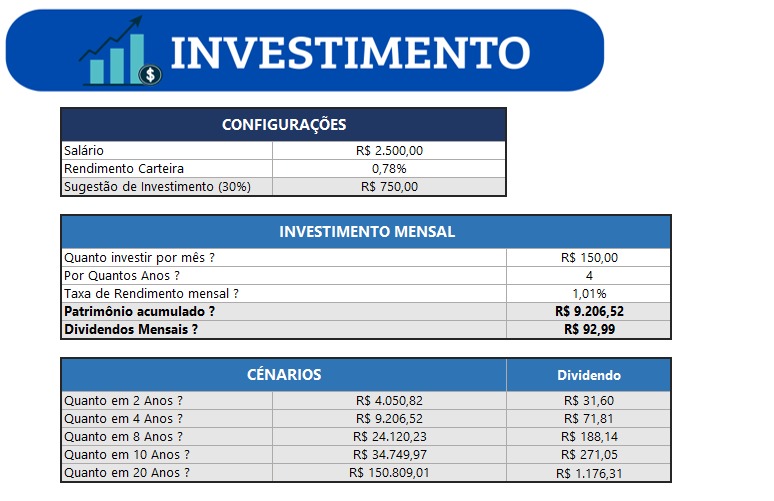 $ INVESTIMENTO
CONFIGURAÇÕES
Salário R$ 2.500,00
Rendimento Carteira 0,78%
Sugestão de Investimento (30%) R$ 750,00
INVESTIMENTO MENSAL
Quanto investir por mês ? R$ 150,00
Por Quantos Anos ? 4
Taxa de Rendimento mensal ? 1,01%
Patrimônio acumulado ? R$ 9.206,52
Dividendos Mensais ? R$ 92,99
CÉNARIOS Dividendo
Quanto em 2 Anos ? R$ 4.050,82 R$ 31,60
Quanto em 4 Anos ? R$ 9.206,52 R$ 71,81
Quanto em 8 Anos ? R$ 24.120,23 R$ 188,14
Quanto em 10 Anos ? R$ 34.749,97 R$ 271,05
Quanto em 20 Anos ? R$ 150.809,01 R$ 1.176,31